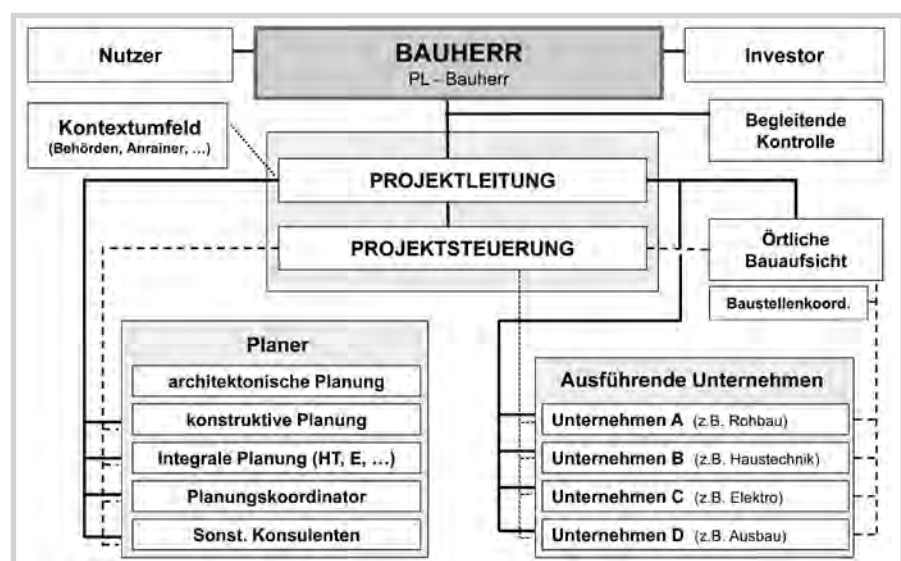 Nutzer
BAUHERR
PL - Bauherr
Investor
Kontextumfeld
(Behörden, Anrainer, ...)
Begleitende
Kontrolle
PROJEKTLEITUNG
PROJEKTSTEUERUNG
Örtliche
Bauaufsicht
Baustellenkoord.
Planer
architektonische Planung
konstruktive Planung
Integrale Planung (HT, E, ...)
Planungskoordinator
Sonst. Konsulenten
Ausführende Unternehmen
Unternehmen A (z.B. Rohbau)
Unternehmen B (z.B. Haustechnik)
Unternehmen C (z.B. Elektro)
Unternehmen D (z.B. Ausbau)